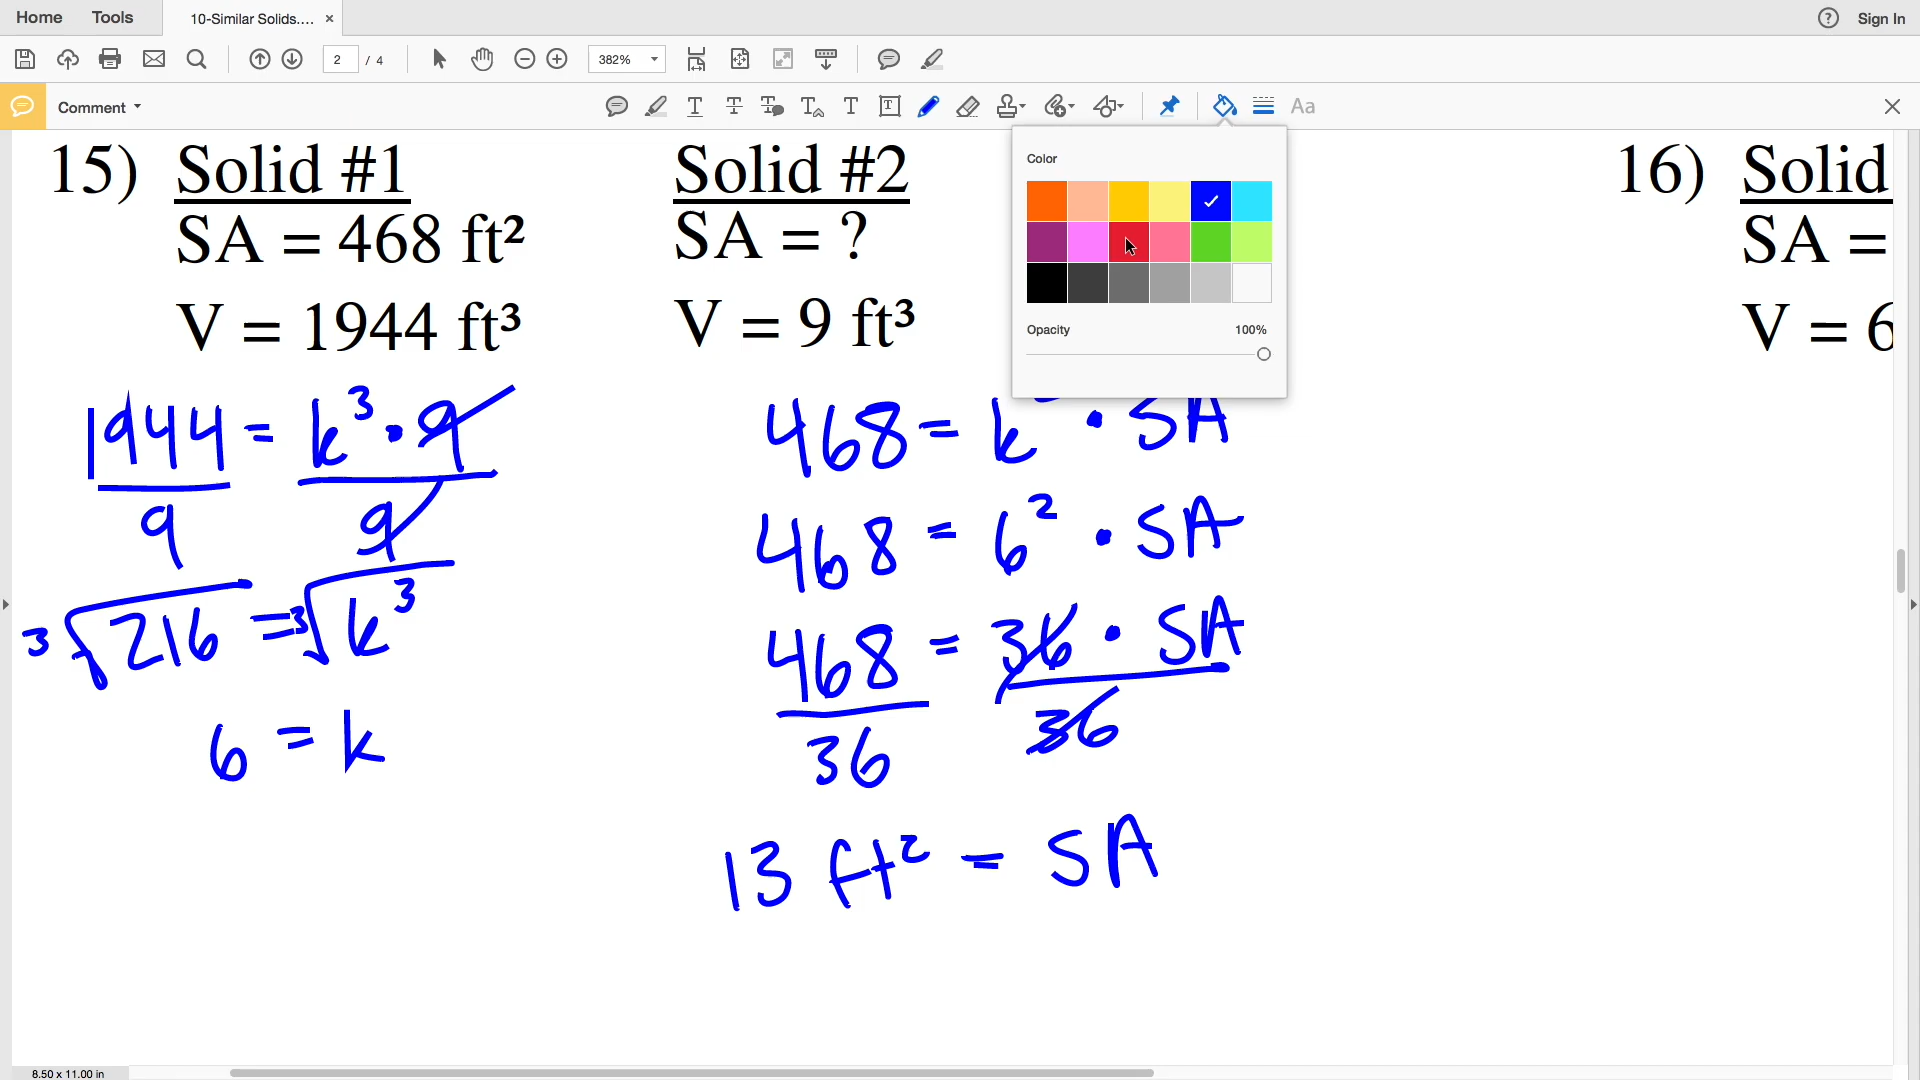 Home Tools 10-Similar Solids.... × ? Sign In
2 / 4 382%
Comment T T T T T T Aa
15) Solid #1
SA = 468 ft²
V = 1944 ft³
Solid #2
SA = ?
V = 9 ft³
Color
Opacity 100%
16) Solid
SA =
V = 6
1944 = k³ • 9
9 9
³√216 = ³√k³
6 = k
468 = k • SA
468 = 6² • SA
468 = 36 • SA
36 36
13 ft² = SA
8.50 x 11.00 in